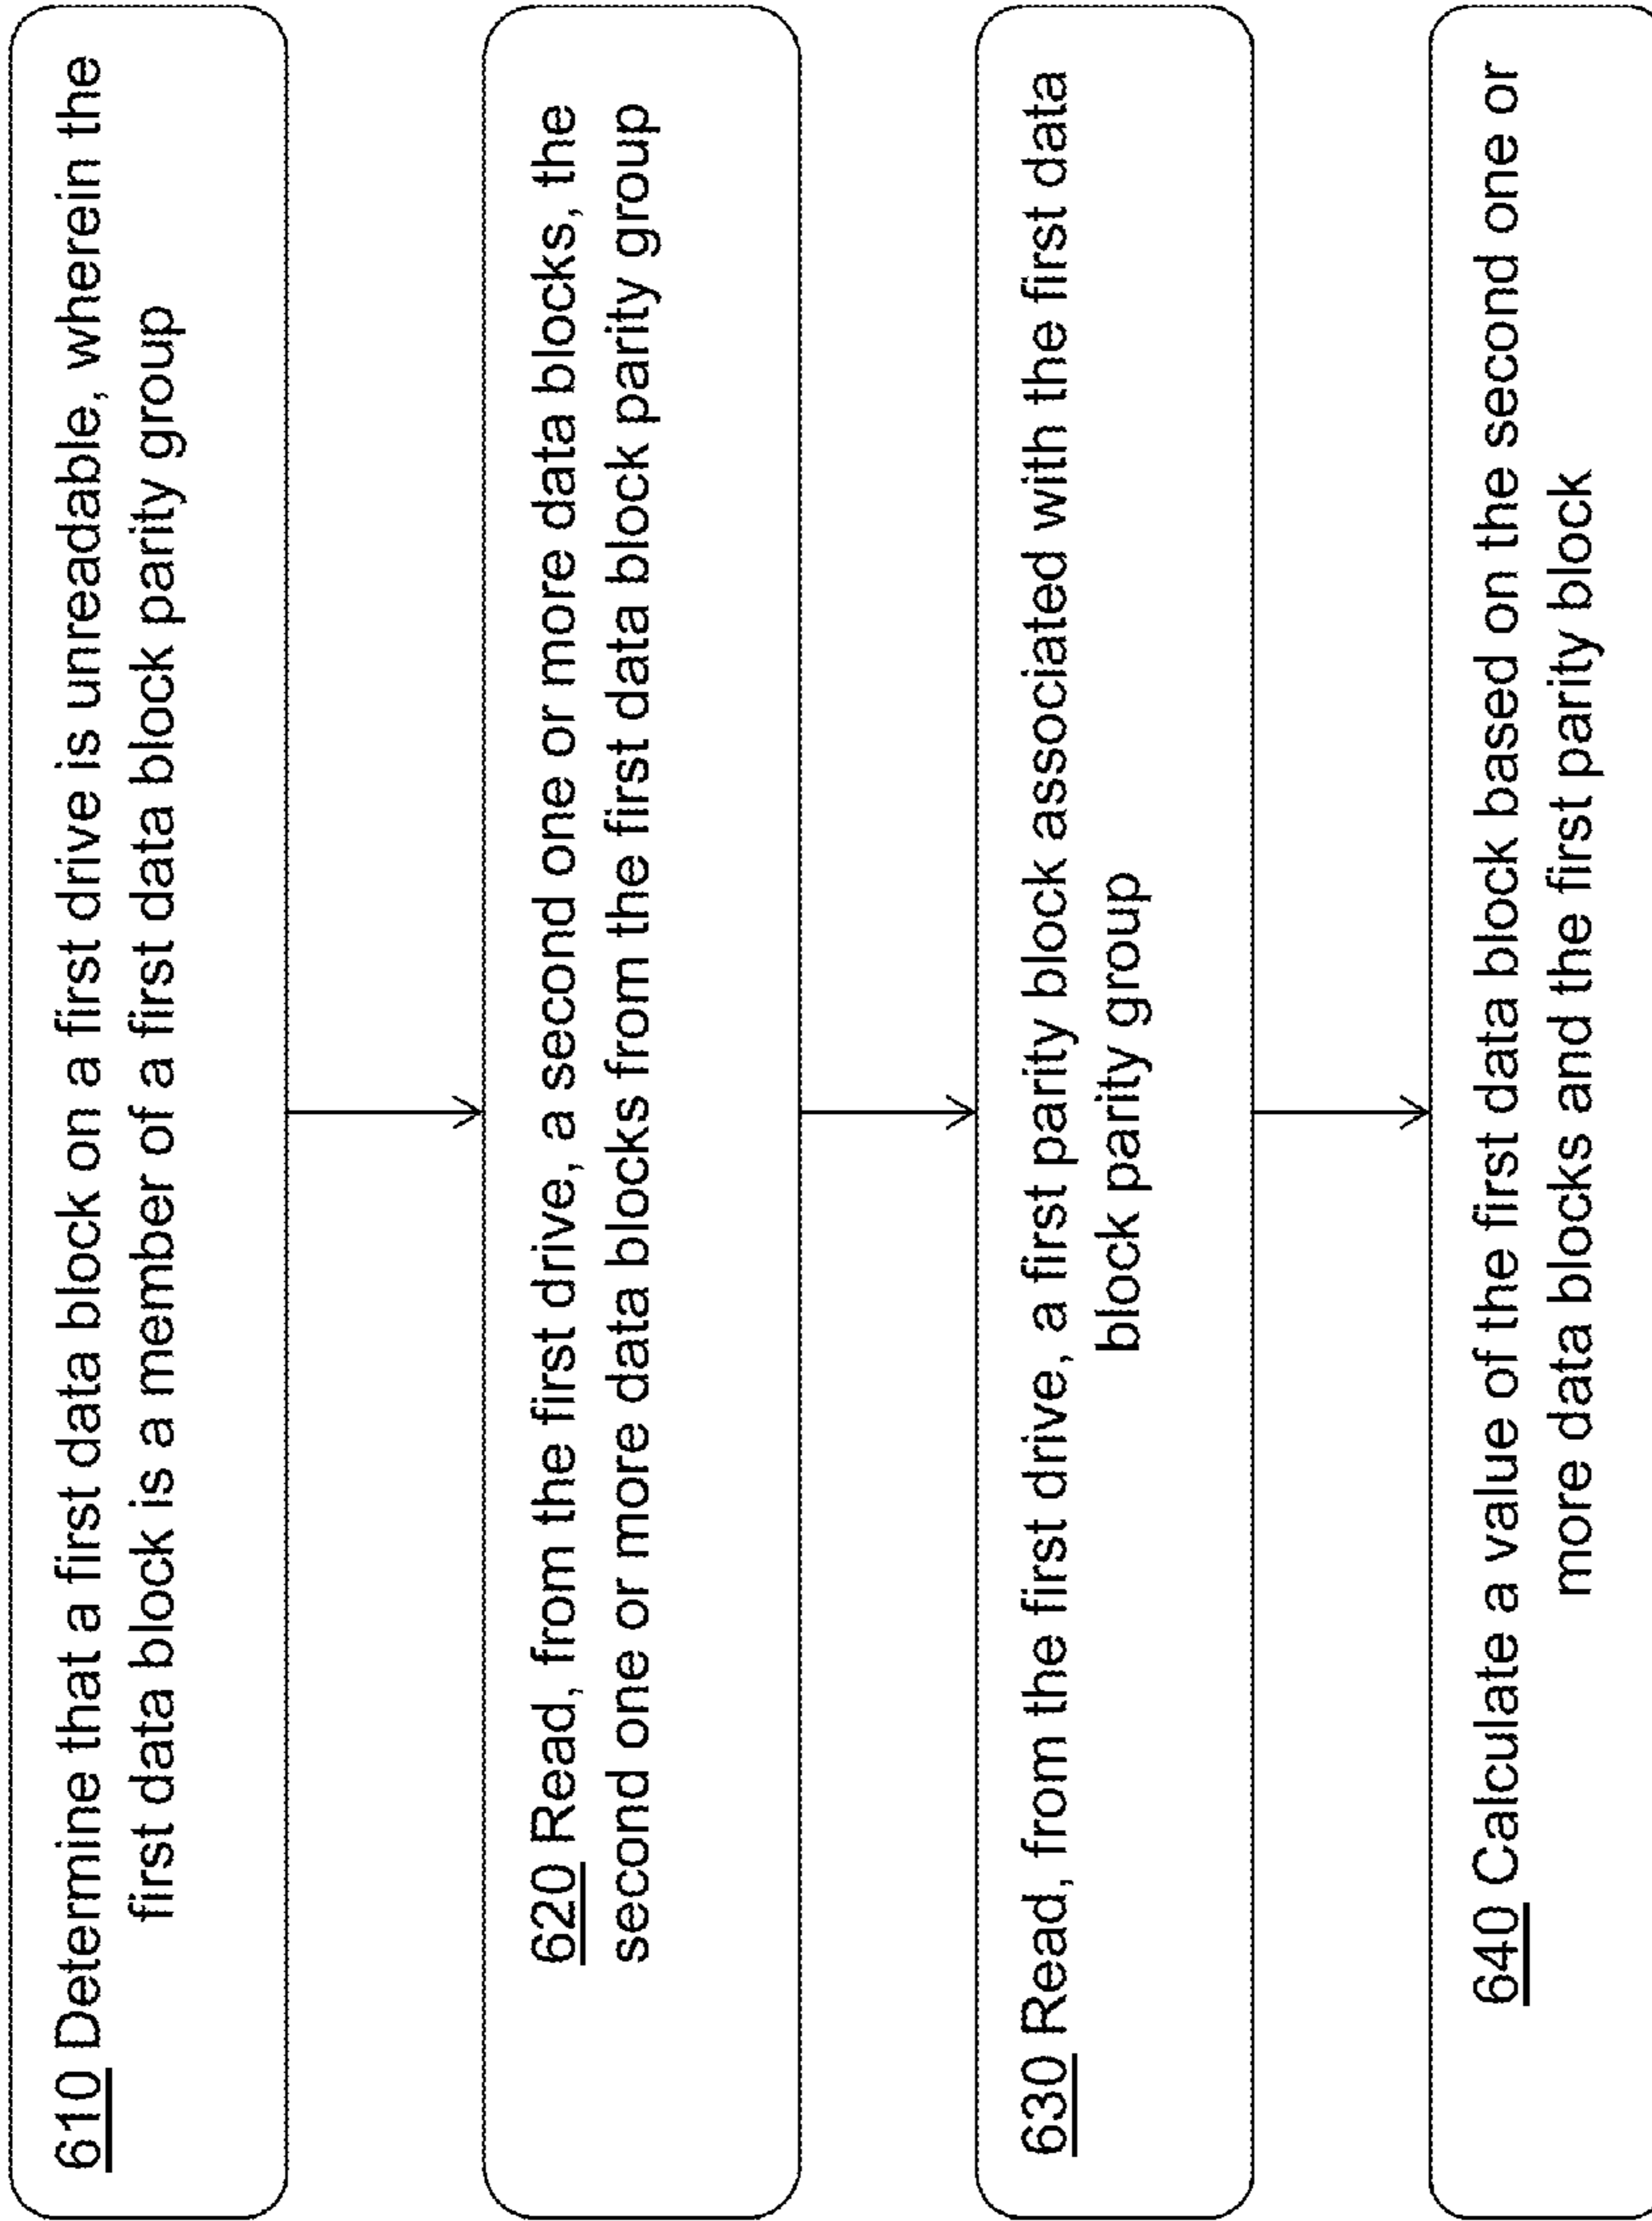 610 Determine that a first data block on a first drive is unreadable, wherein the
first data block is a member of a first data block parity group
620 Read, from the first drive, a second one or more data blocks, the
second one or more data blocks from the first data block parity group
630 Read, from the first drive, a first parity block associated with the first data
block parity group
640 Calculate a value of the first data block based on the second one or
more data blocks and the first parity block